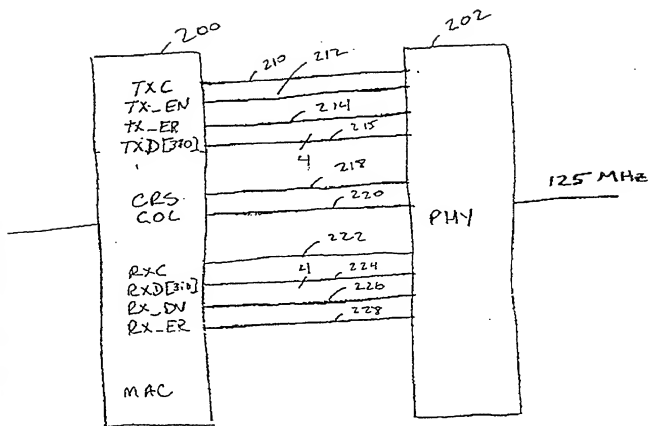 200
202
210
212
TXC
TX_EN
214
TX_ER
215
TXD[3:0]
4
218
CRS
220
COL
125 MHz
PHY
222
RXC
4
224
RXD[3:0]
226
RX_DV
228
RX_ER
MAC